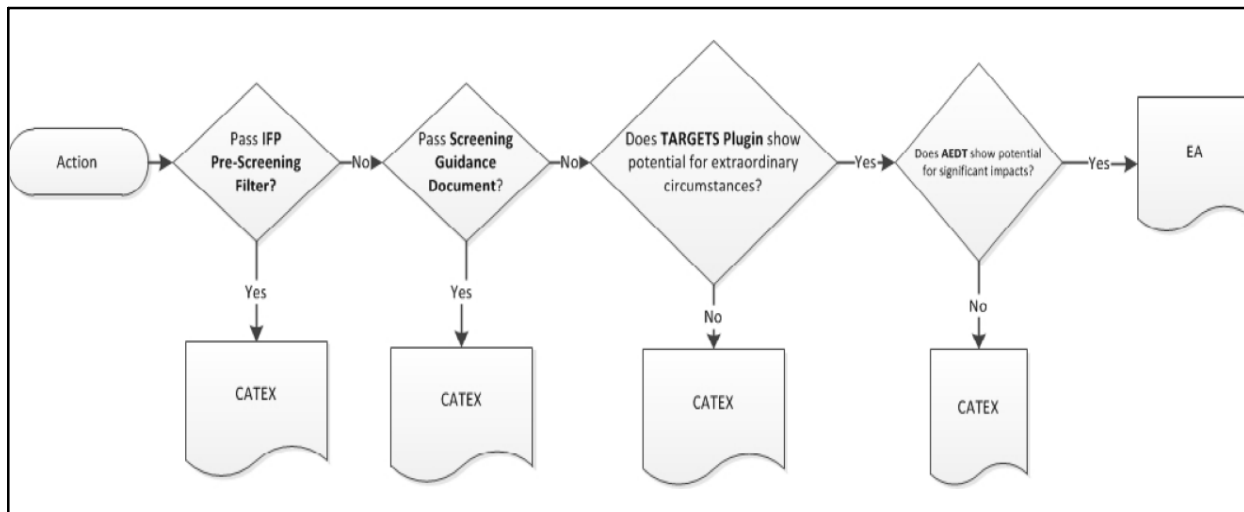 Action
Pass IFP
Pre-Screening
Filter?
No
Pass Screening
Guidance
Document?
No
Does TARGETS Plugin show
potential for extraordinary
circumstances?
Yes
Does AEDT show potential
for significant impacts?
Yes
EA
Yes
Yes
No
No
CATEX
CATEX
CATEX
CATEX